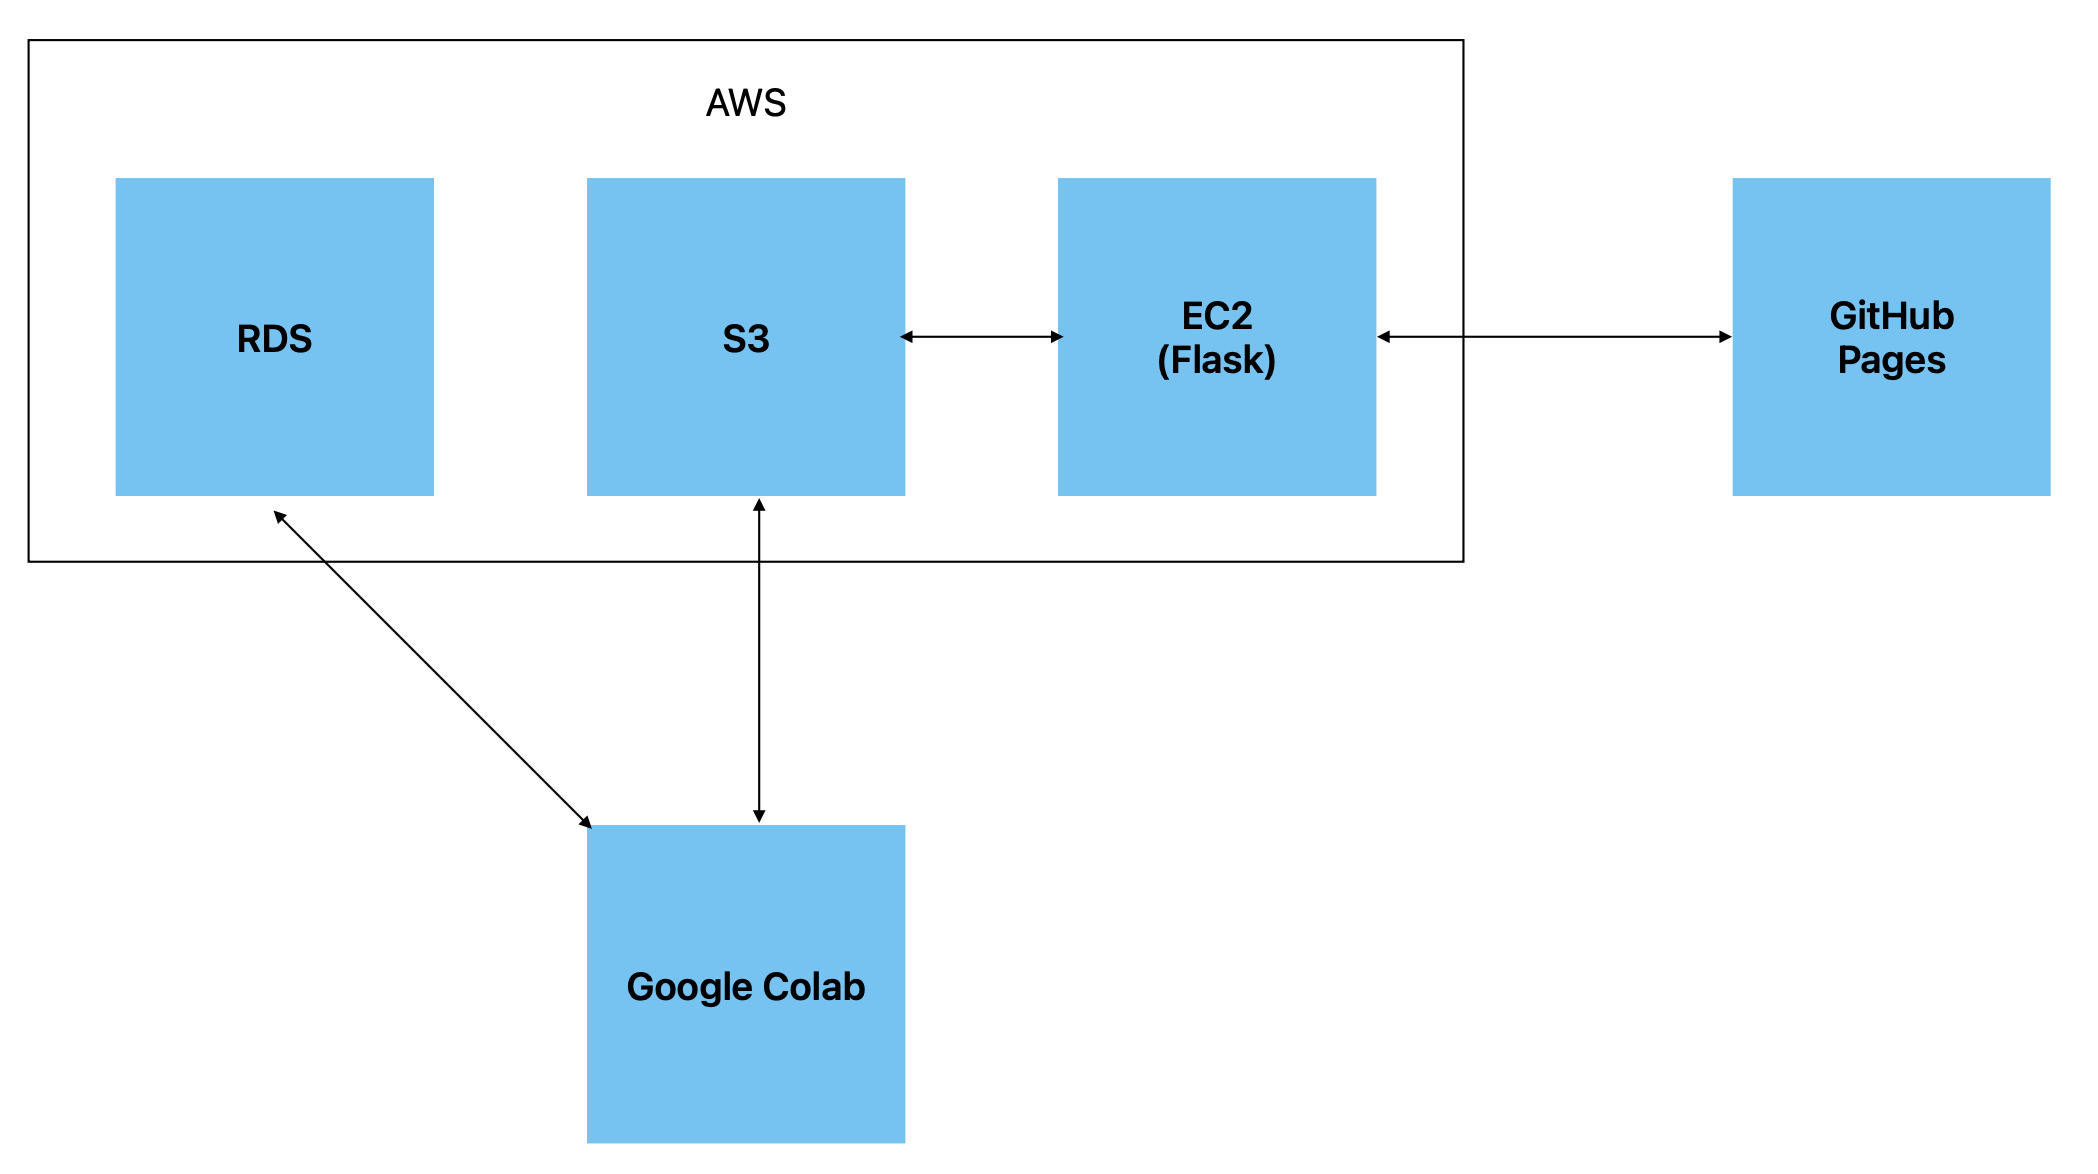 AWS
RDS
S3
EC2
(Flask)
GitHub
Pages
Google Colab